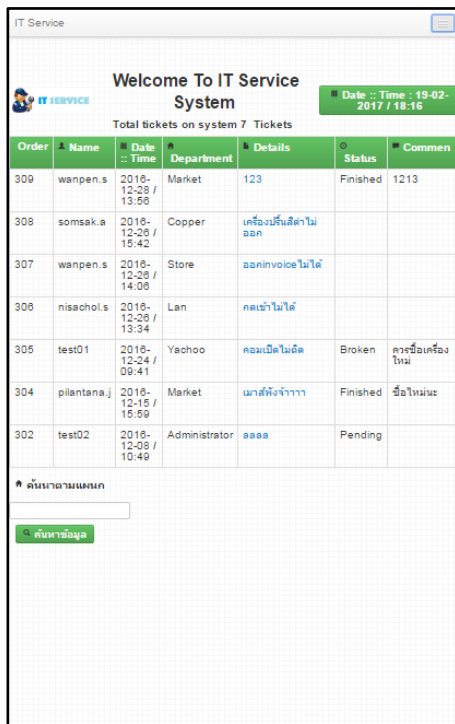 IT Service
IT SERVICE
Welcome To IT Service
System
Total tickets on system 7 Tickets
Date :: Time : 19-02-
2017 / 18:16
Order Name Date :: Time Department Details Status Commen
309 wanpen.s 2016-12-28 / 13:56 Market 123 Finished 1213
308 somsak.a 2016-12-26 / 15:42 Copper เครื่องปริ้นสีดำไม่ออก
307 wanpen.s 2016-12-26 / 14:06 Store ออกinvoiceไม่ได้
306 nisachol.s 2016-12-26 / 13:34 Lan กดเข้าไม่ได้
305 test01 2016-12-24 / 09:41 Yachoo คอมเปิดไม่ติด Broken ควรซื้อเครื่องใหม่
304 pilantana.j 2016-12-15 / 15:59 Market เมาส์พังจ้าาาา Finished ซื้อใหม่นะ
302 test02 2016-12-08 / 10:49 Administrator aaaa Pending
ค้นหาตามแผนก
ค้นหาข้อมูล